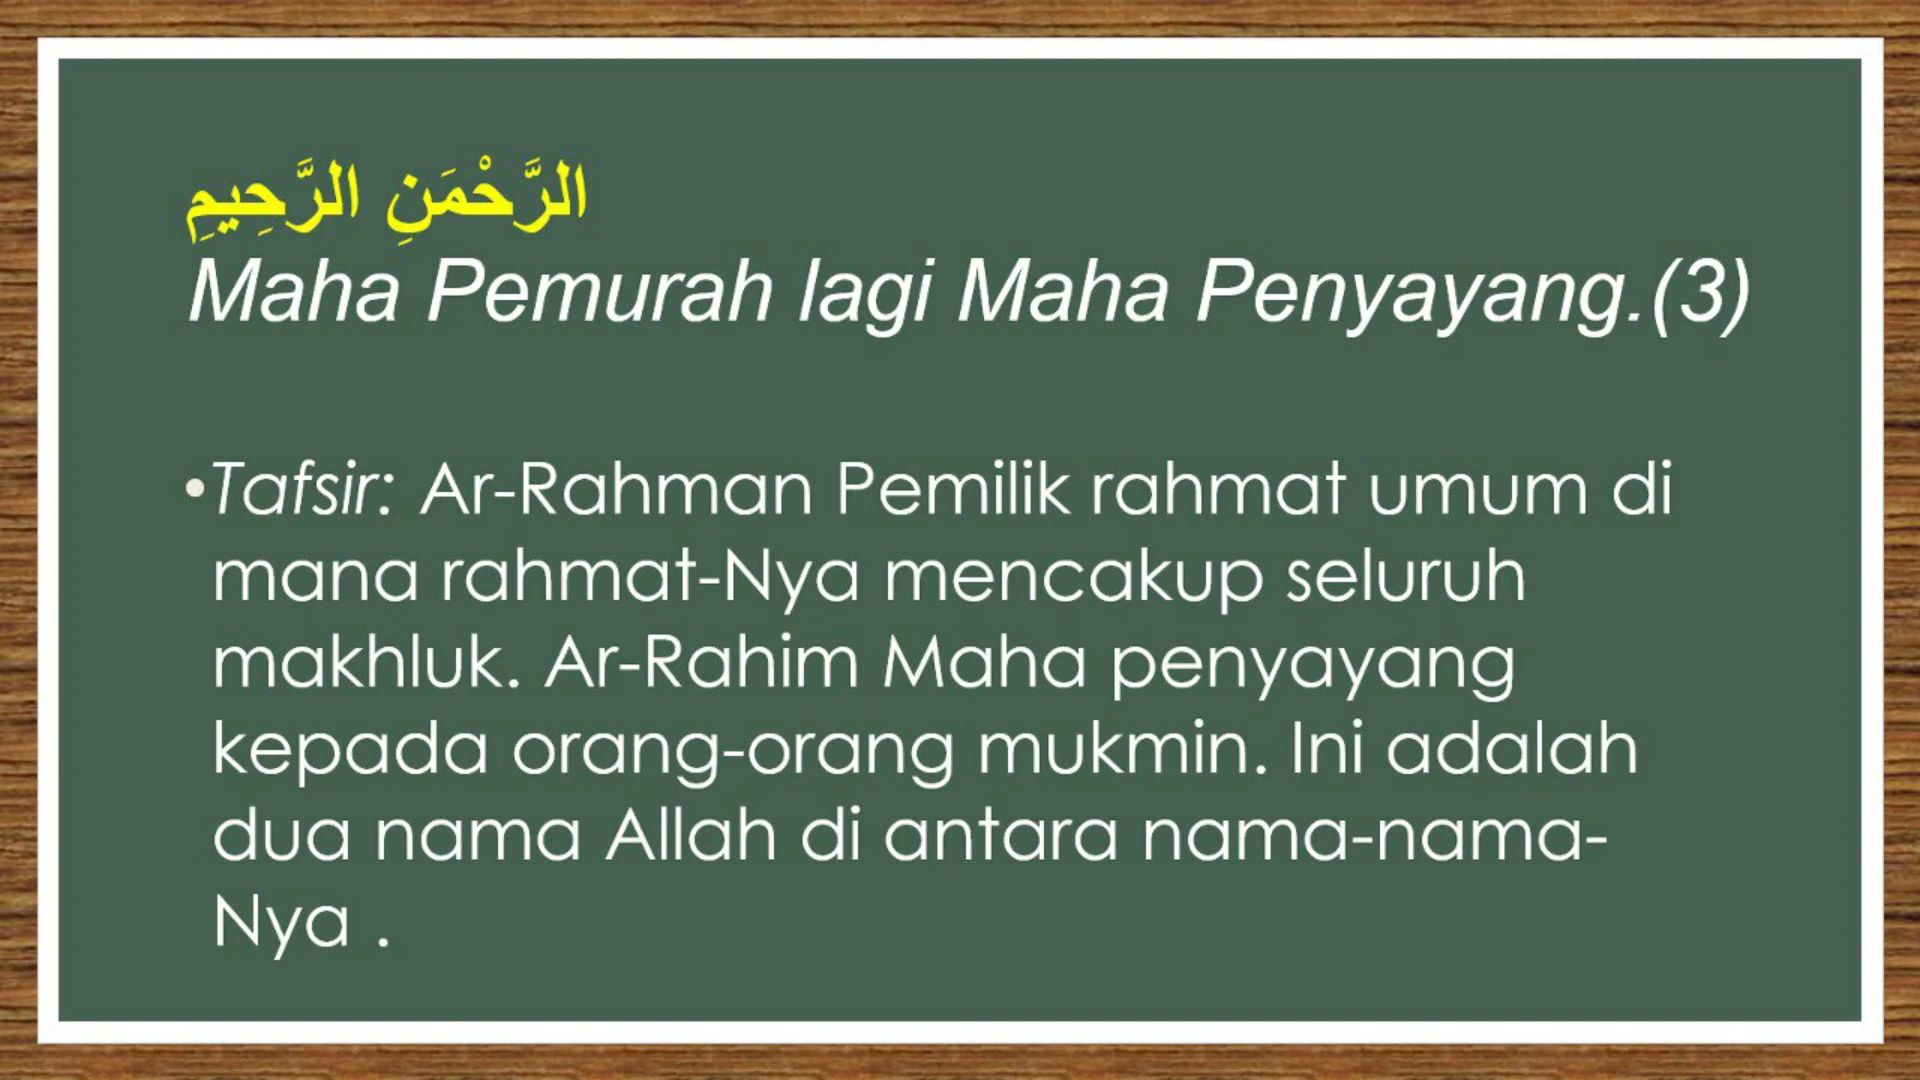 الرَّحْمَنِ الرَّحِيمِ
Maha Pemurah lagi Maha Penyayang.(3)
•Tafsir: Ar-Rahman Pemilik rahmat umum di
mana rahmat-Nya mencakup seluruh
makhluk. Ar-Rahim Maha penyayang
kepada orang-orang mukmin. Ini adalah
dua nama Allah di antara nama-nama-
Nya .